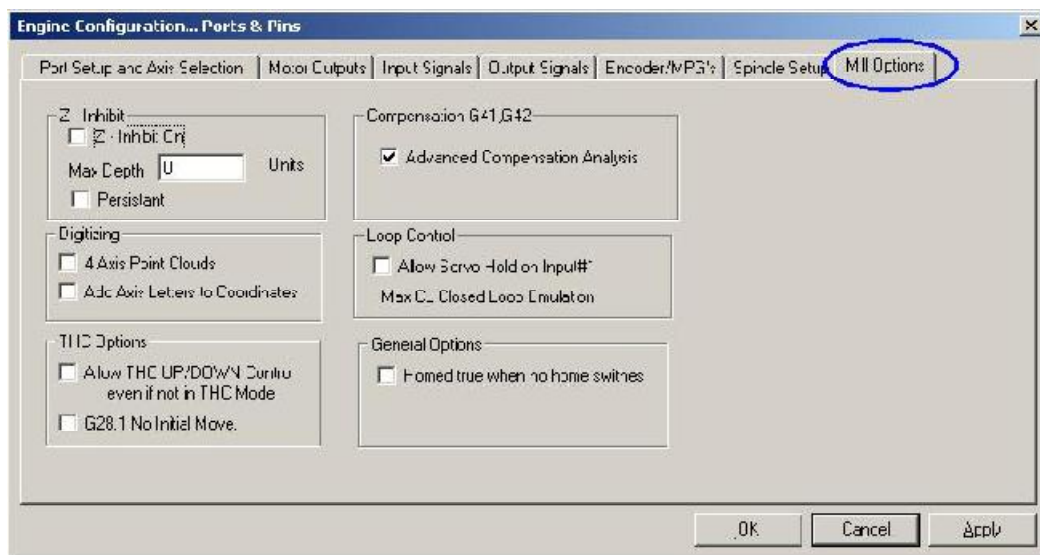 Engine Configuration... Ports & Pins
Port Setup and Axis Selection
Motor Outputs
Input Signals
Output Signals
Encoder/MPG's
Spindle Setup
Mill Options
Z - Inhibit
Z - Inhibit On
Max Depth 0 Units
Persistant
Compensation G41,G42
Advanced Compensation Analysis
Digitizing
4 Axis Point Clouds
Add Axis Letters to Coordinates
Loop Control
Allow Servo Hold on Input#1
Max CL Closed Loop Emulation
THC Options
Allow THC UP/DOWN Control
even if not in THC Mode
G28.1 No Initial Move.
General Options
Homed true when no home swithes
OK
Cancel
Apply